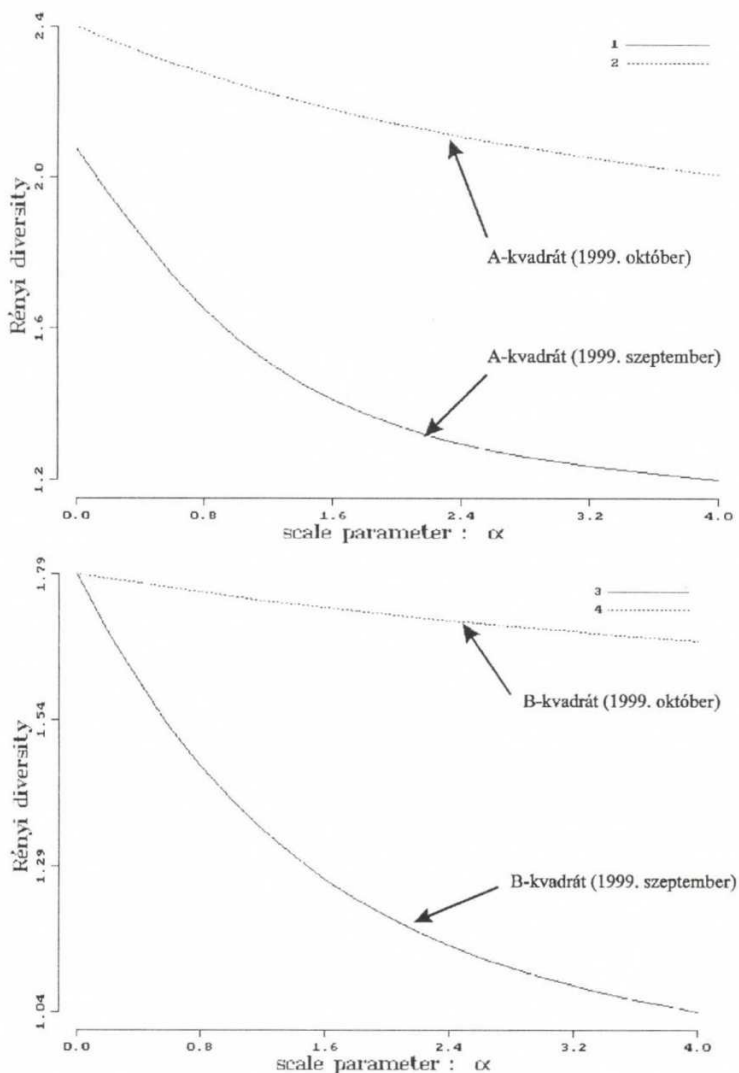 2.4
2.0
1.6
1.2
Rényi diversity
1
2
A-kvadrát (1999. október)
A-kvadrát (1999. szeptember)
0.0 0.8 1.6 2.4 3.2 4.0
scale parameter : α
1.79
1.54
1.29
1.04
Rényi diversity
3
4
B-kvadrát (1999. október)
B-kvadrát (1999. szeptember)
0.0 0.8 1.6 2.4 3.2 4.0
scale parameter : α